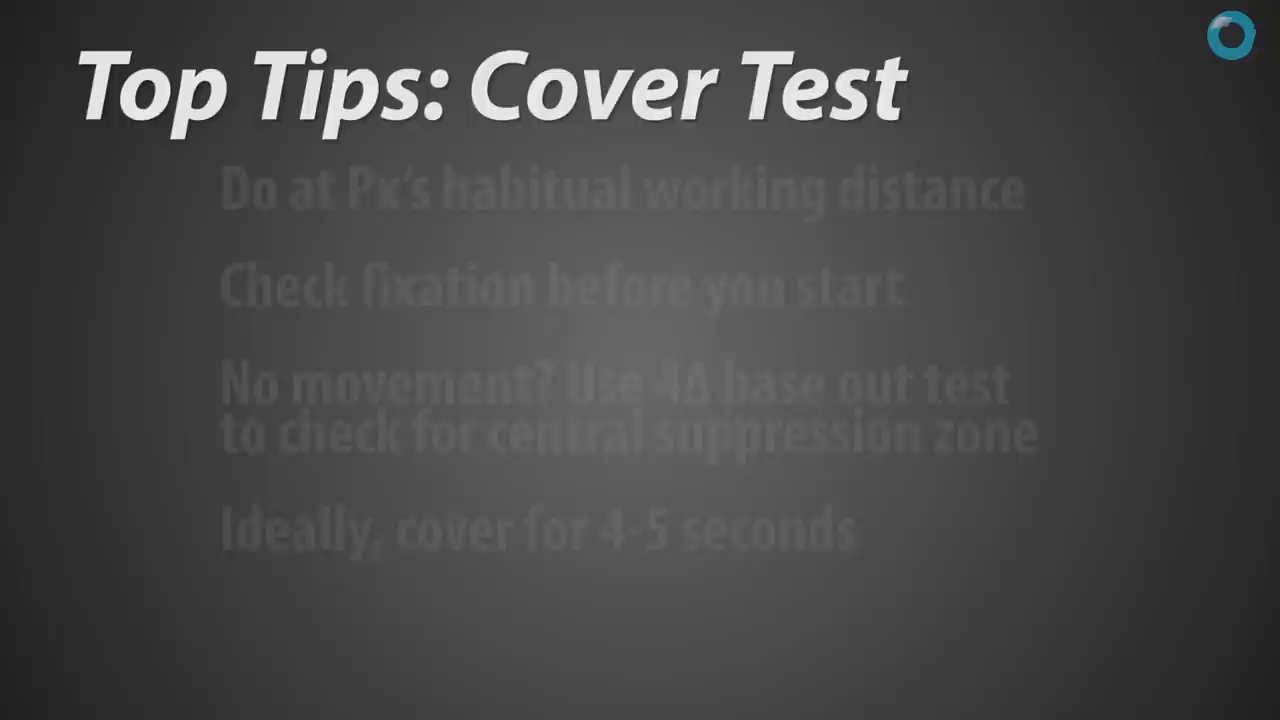 Top Tips: Cover Test
Do at Px's habitual working distance
Check fixation before you start
No movement? Use 4Δ base out test
to check for central suppression zone
Ideally, cover for 4-5 seconds